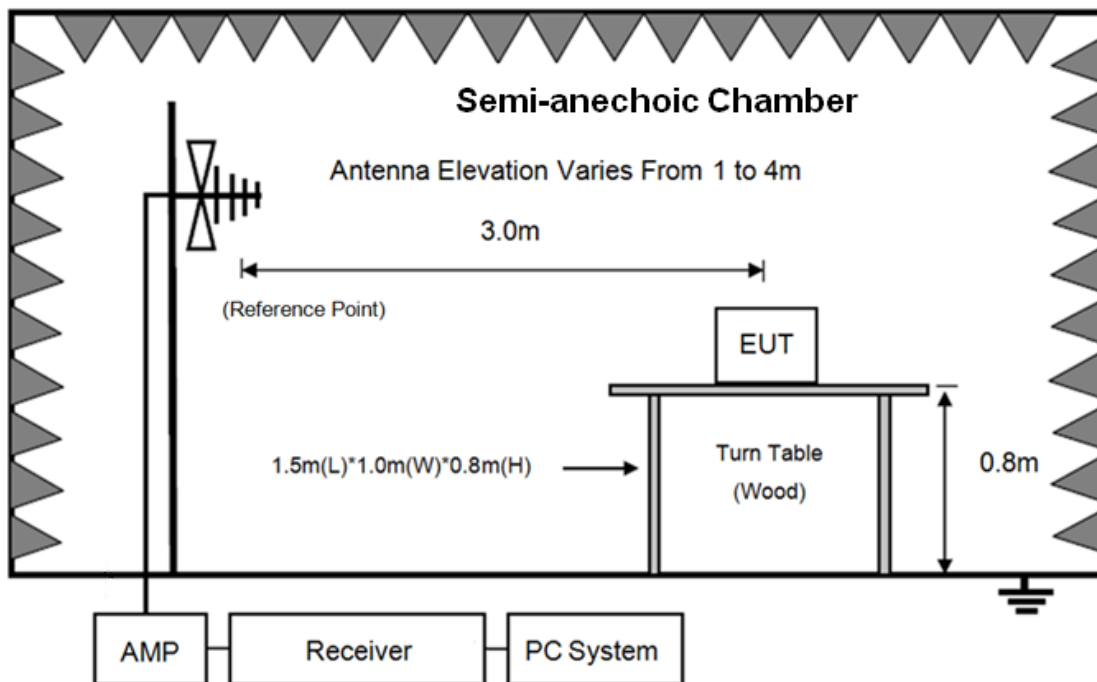 Semi-anechoic Chamber
Antenna Elevation Varies From 1 to 4m
3.0m
(Reference Point)
EUT
1.5m(L)*1.0m(W)*0.8m(H)
Turn Table
(Wood)
0.8m
AMP
Receiver
PC System